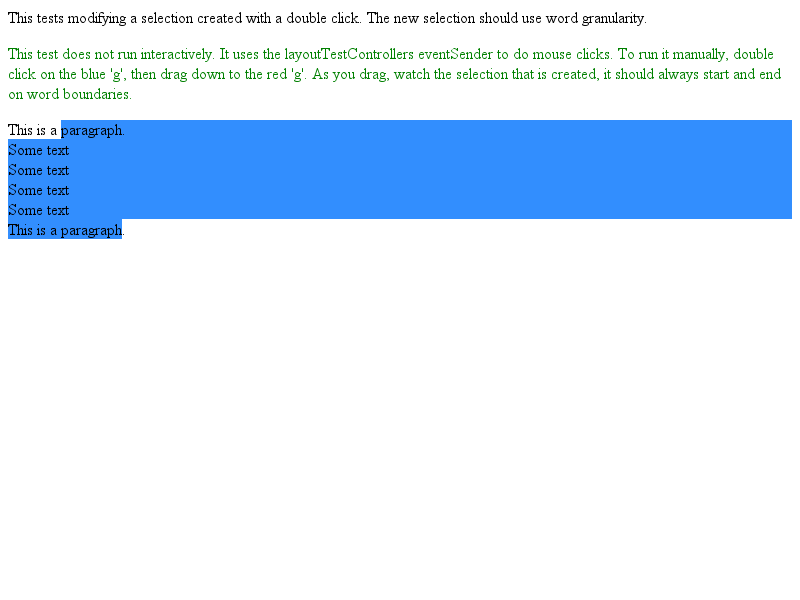 This tests modifying a selection created with a double click. The new selection should use word granularity.
This test does not run interactively. It uses the layoutTestControllers eventSender to do mouse clicks. To run it manually, double
click on the blue 'g', then drag down to the red 'g'. As you drag, watch the selection that is created, it should always start and end
on word boundaries.
This is a paragraph.
Some text
Some text
Some text
Some text
This is a paragraph.